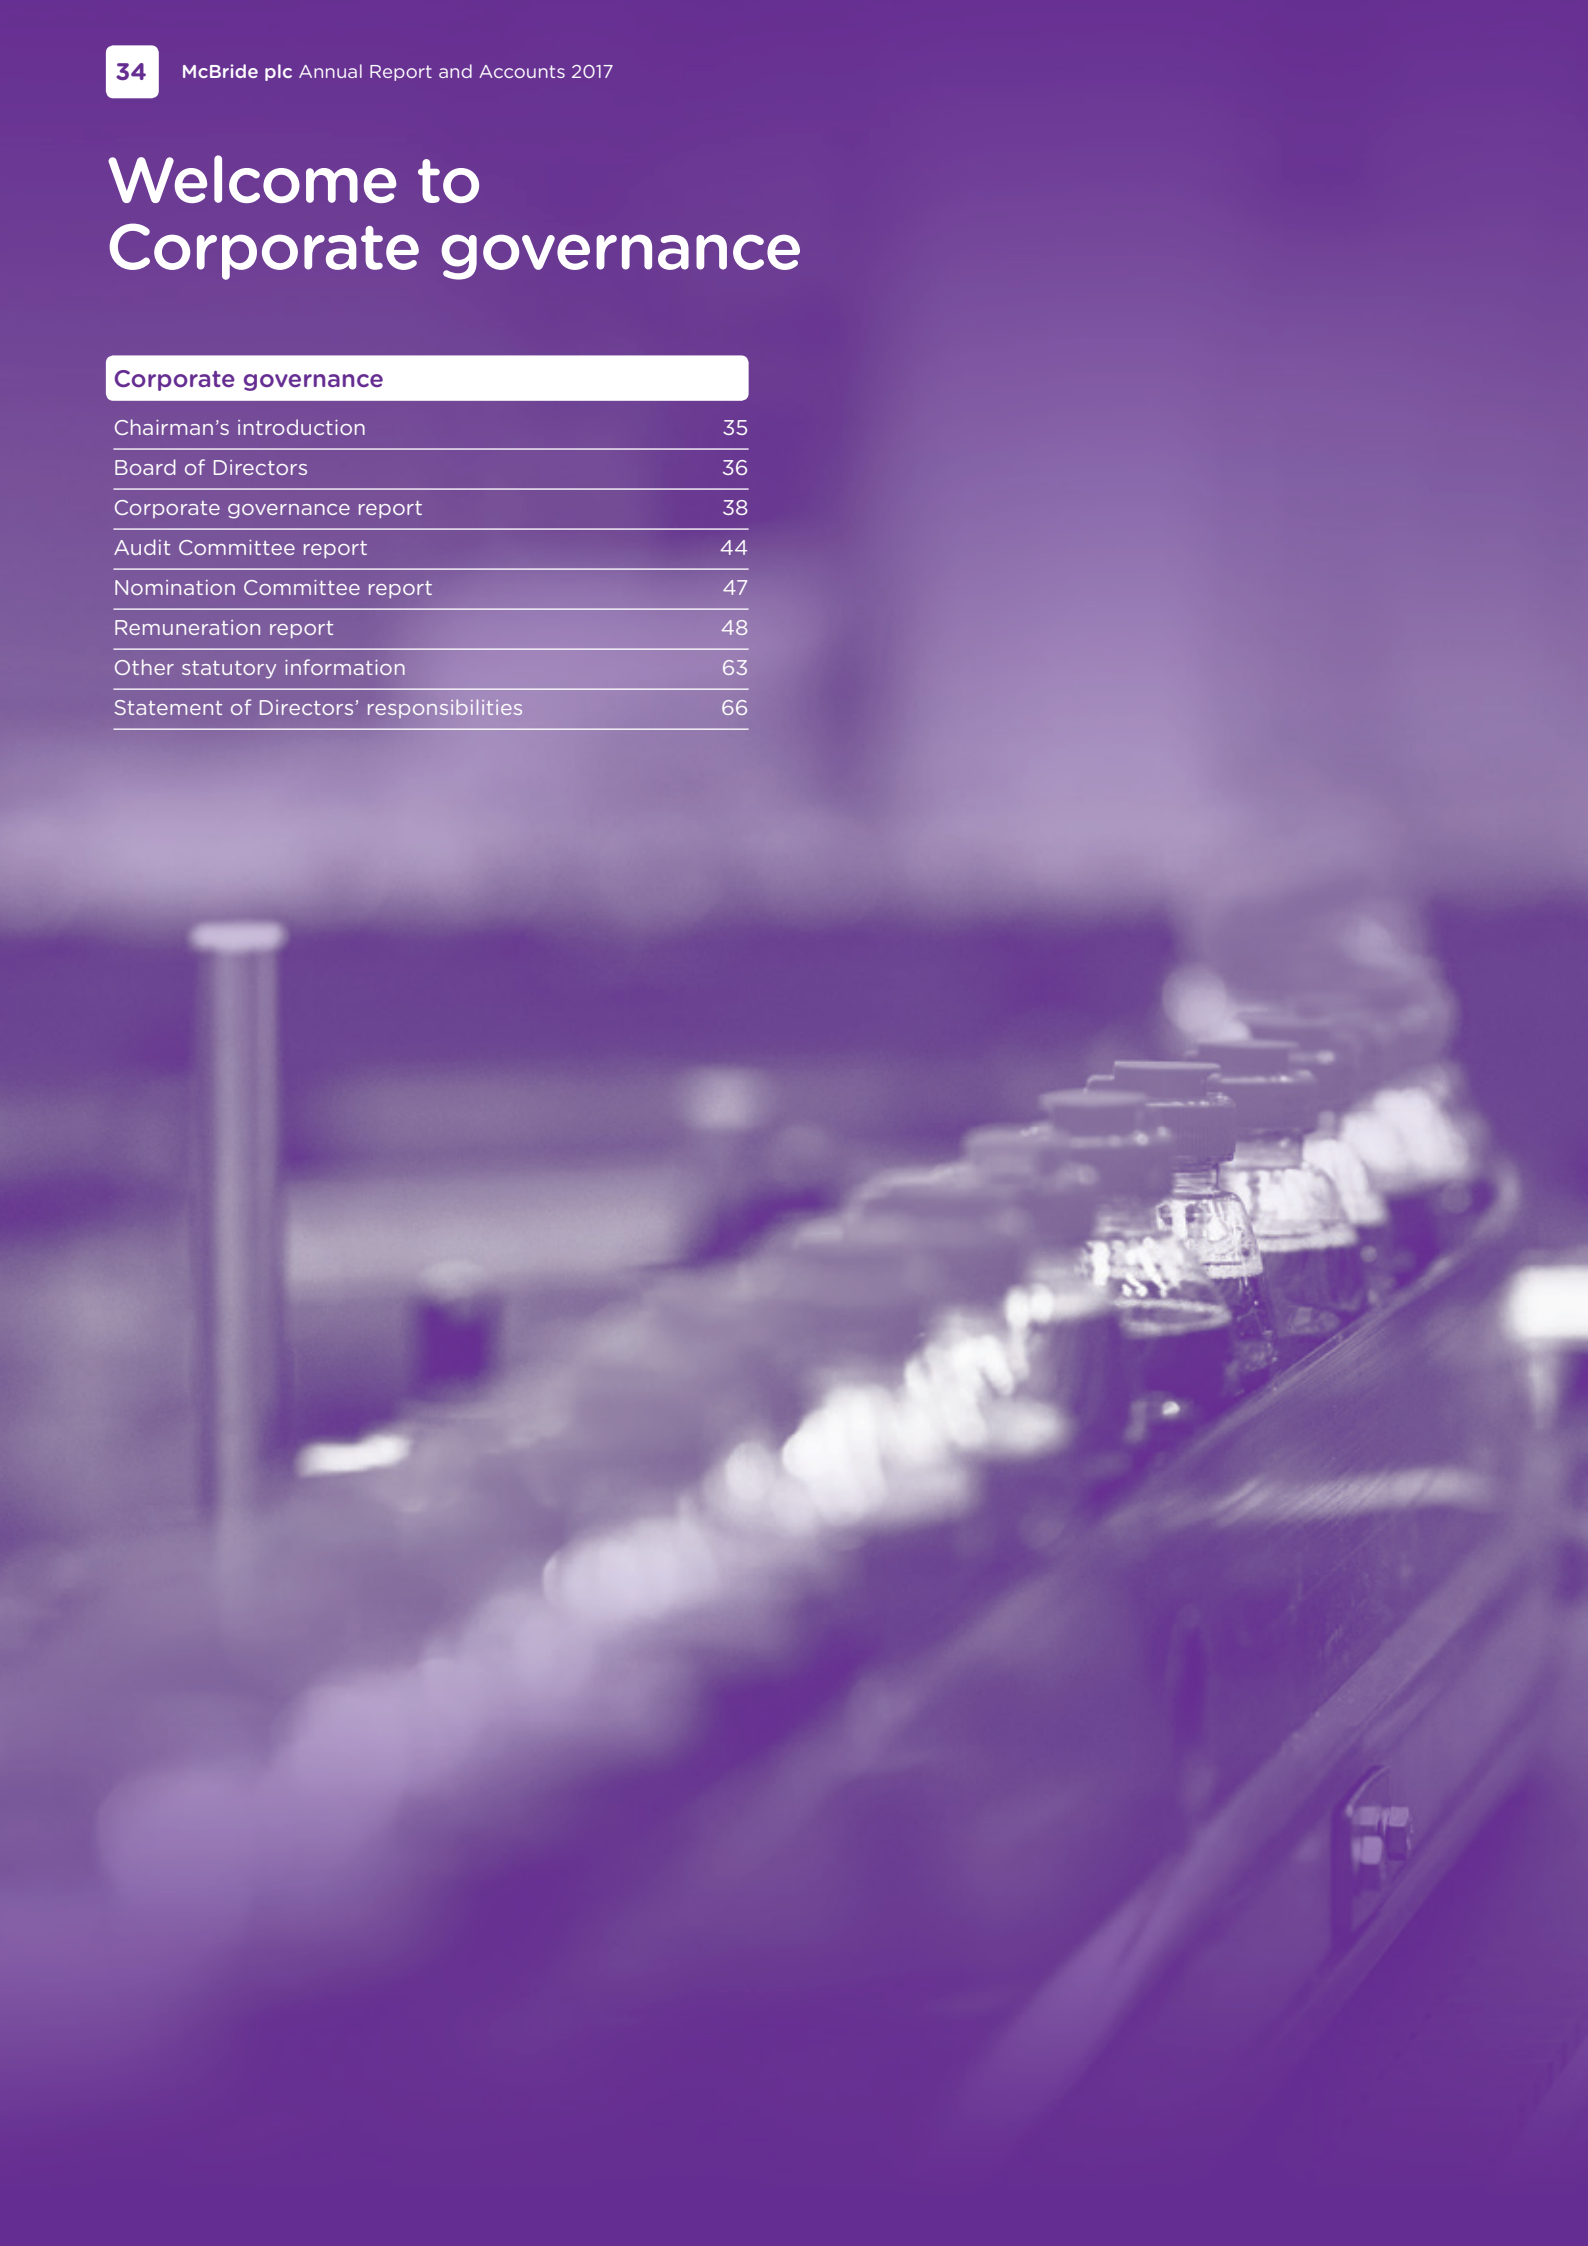 34 McBride plc Annual Report and Accounts 2017
Welcome to
Corporate governance
Corporate governance
Chairman’s introduction 35
Board of Directors 36
Corporate governance report 38
Audit Committee report 44
Nomination Committee report 47
Remuneration report 48
Other statutory information 63
Statement of Directors’ responsibilities 66